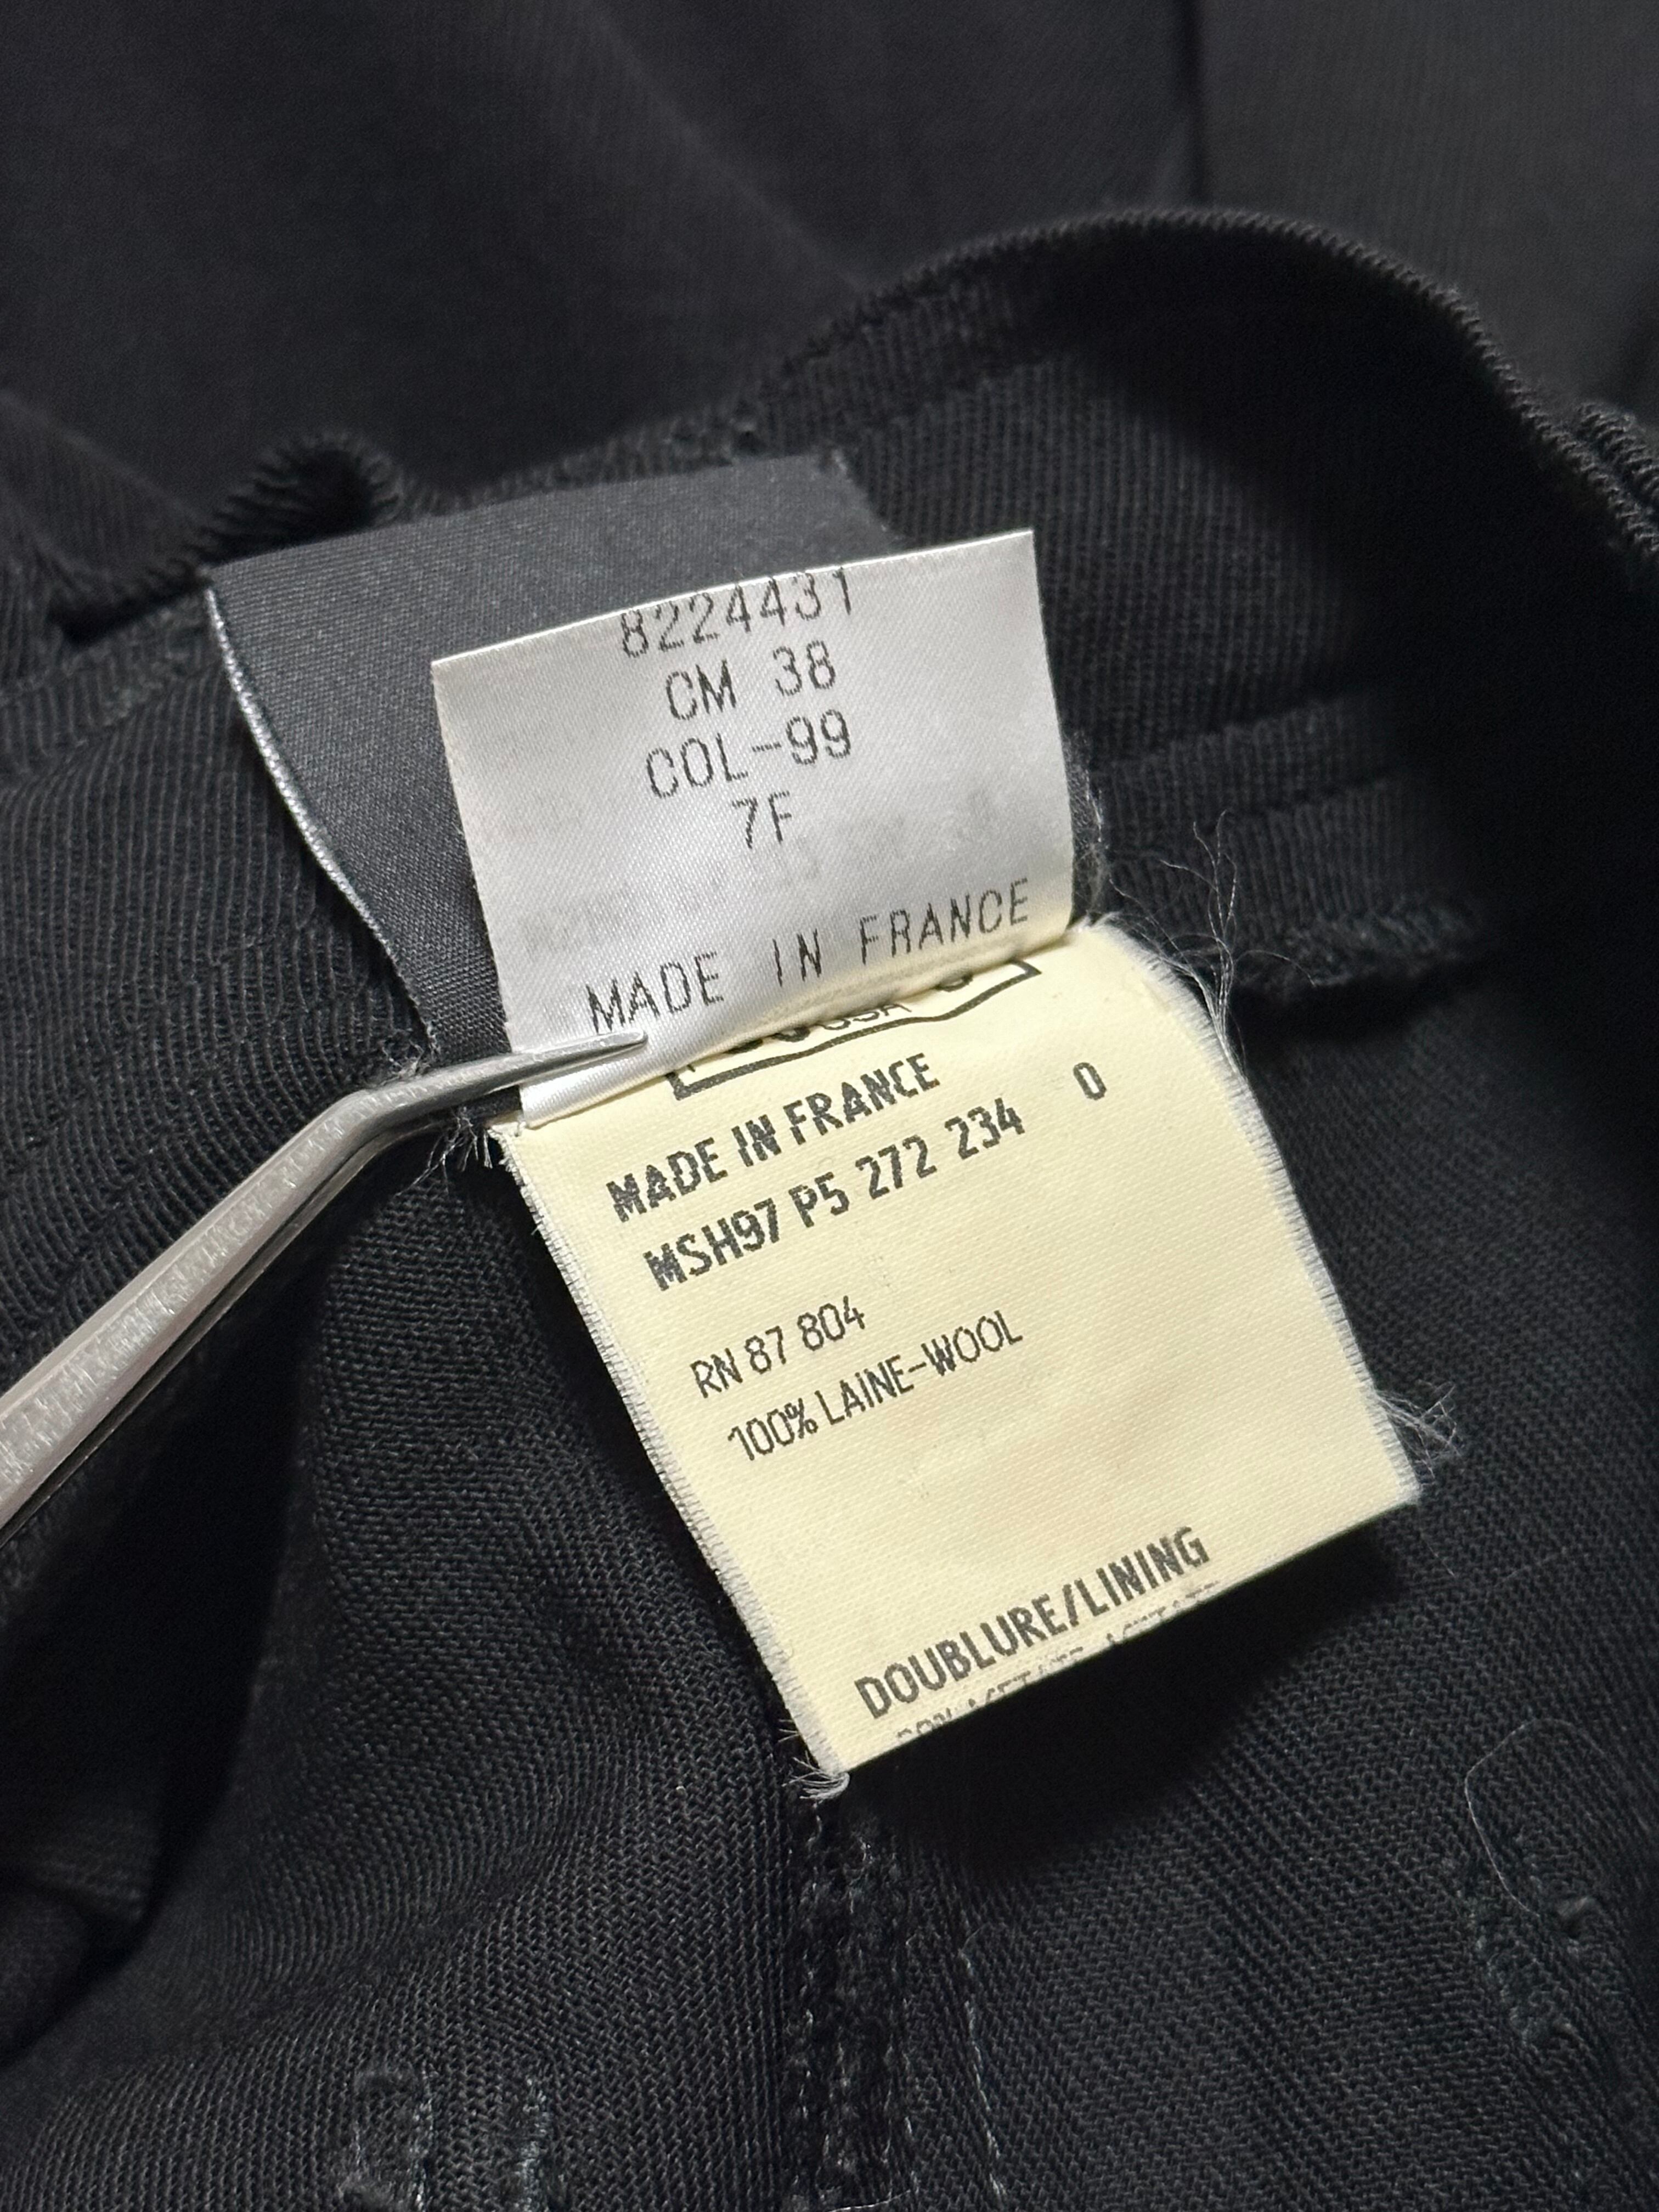 8224431
CM 38
COL-99
7F
MADE IN FRANCE
USA
MADE IN FRANCE
MSH97 P5 272 234 0
RN 87 804
100% LAINE-WOOL
DOUBLURE/LINING